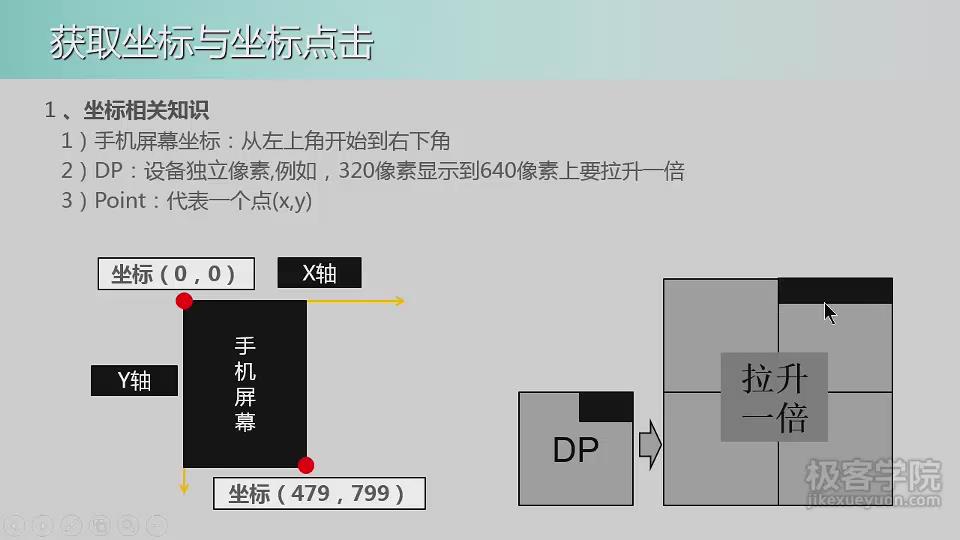 获取坐标与坐标点击
1、坐标相关知识
1）手机屏幕坐标：从左上角开始到右下角
2）DP：设备独立像素,例如，320像素显示到640像素上要拉升一倍
3）Point：代表一个点(x,y)
坐标（0，0）
X轴
Y轴
手
机
屏
幕
坐标（479，799）
DP
拉升
一倍
极客学院
jikexueyuan.com